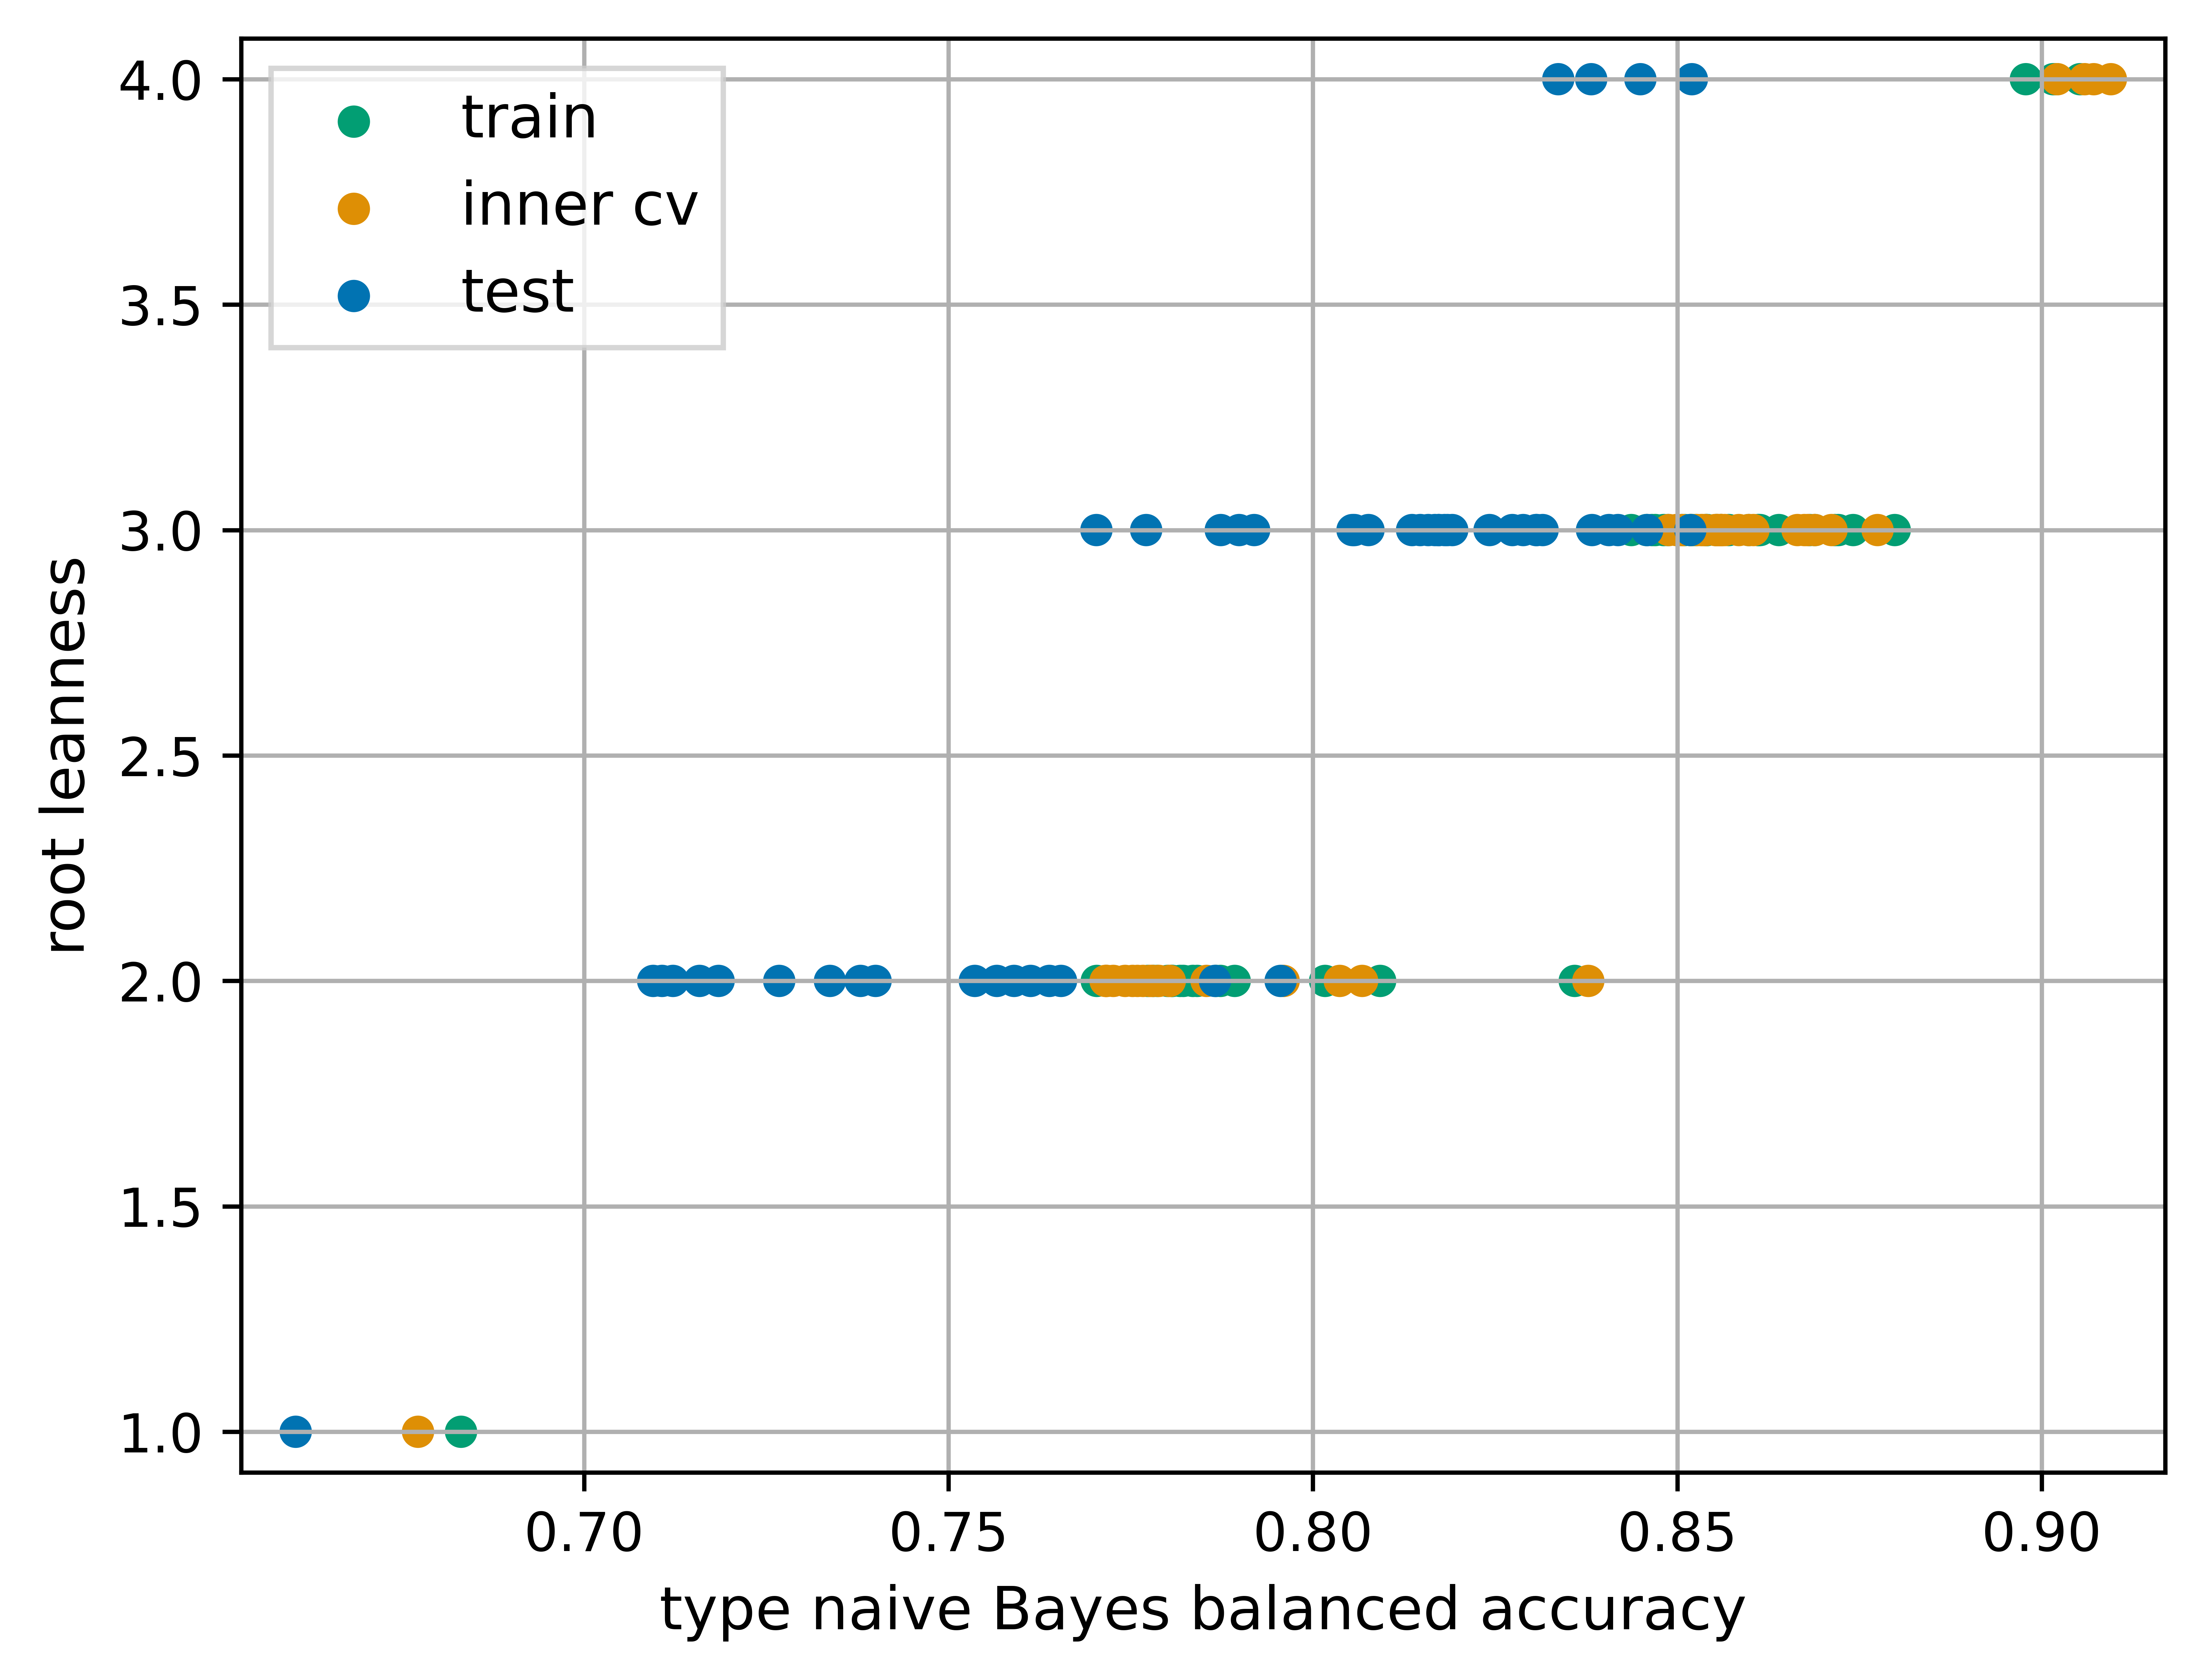 4.0
3.5
3.0
2.5
2.0
1.5
1.0
root leanness
train
inner cv
test
0.70 0.75 0.80 0.85 0.90
type naive Bayes balanced accuracy